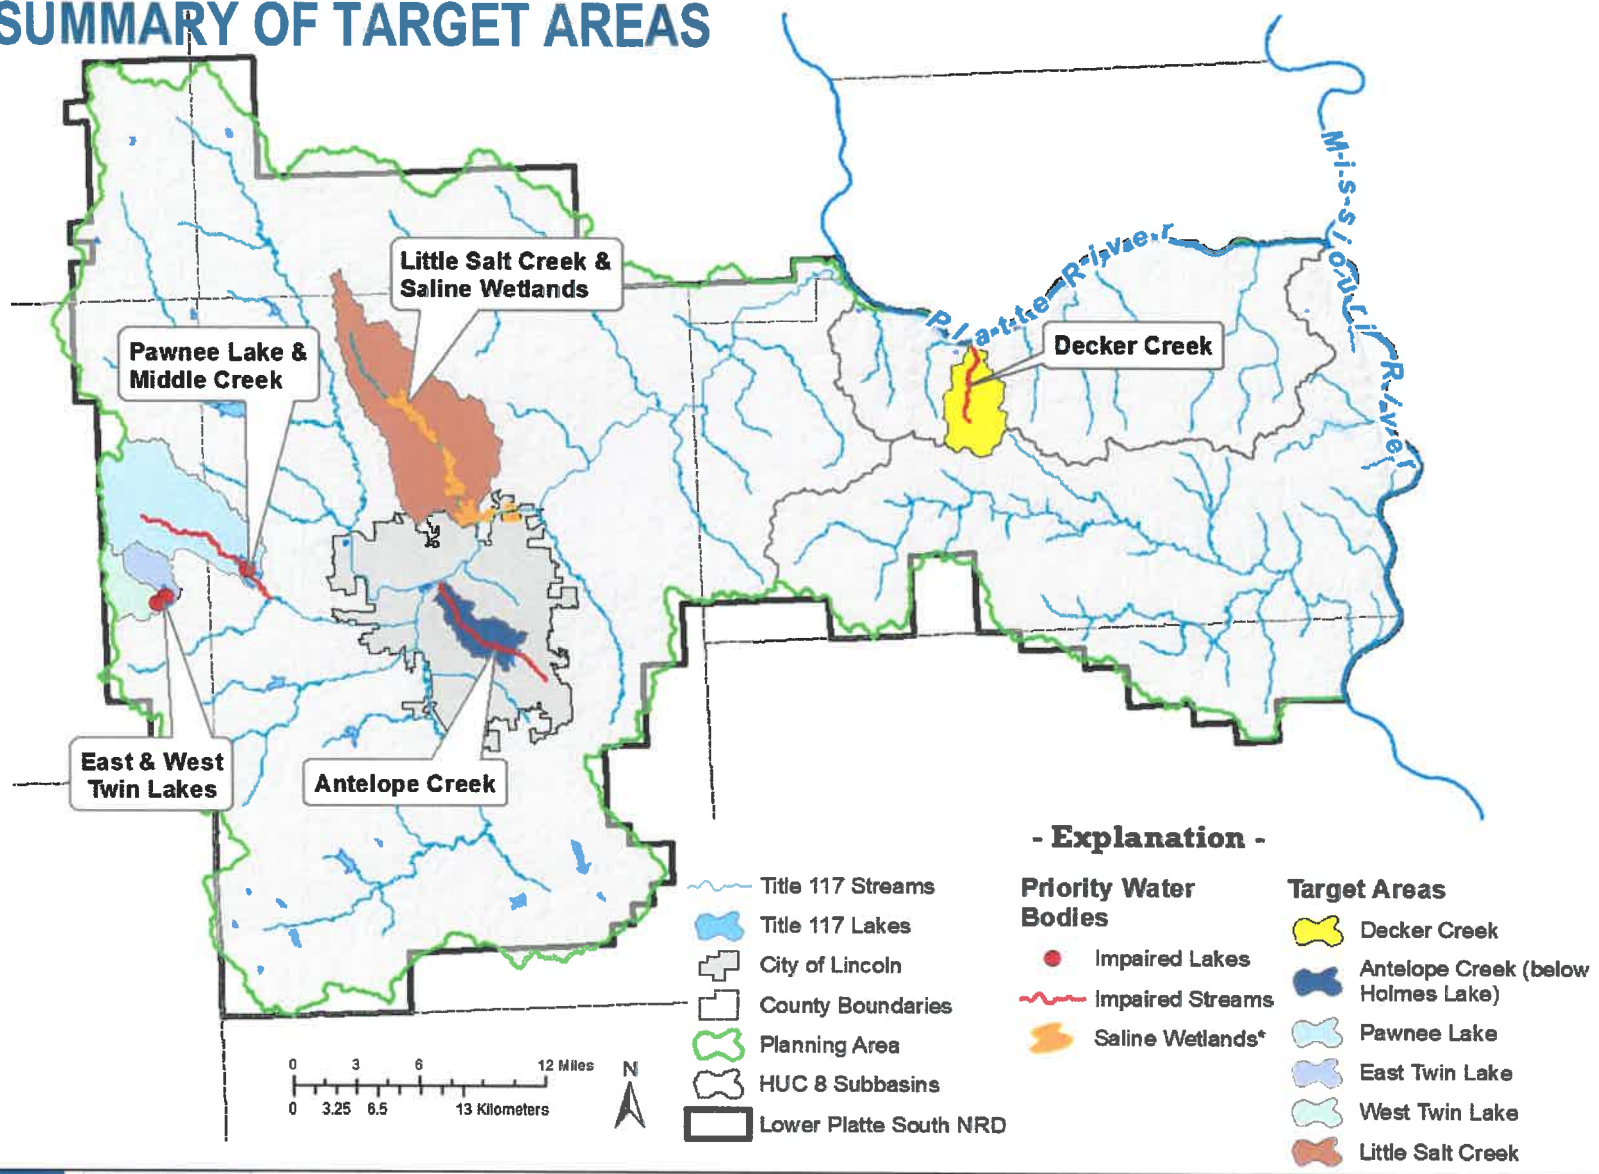 SUMMARY OF TARGET AREAS
Missiouri River
Platte River
Little Salt Creek &
Saline Wetlands
Decker Creek
Pawnee Lake &
Middle Creek
East & West
Twin Lakes
Antelope Creek
- Explanation -
Title 117 Streams
Title 117 Lakes
City of Lincoln
County Boundaries
Planning Area
HUC 8 Subbasins
Lower Platte South NRD
Priority Water
Bodies
Impaired Lakes
Impaired Streams
Saline Wetlands*
Target Areas
Decker Creek
Antelope Creek (below
Holmes Lake)
Pawnee Lake
East Twin Lake
West Twin Lake
Little Salt Creek
0 3 6 12 Miles
0 3.25 6.5 13 Kilometers
N